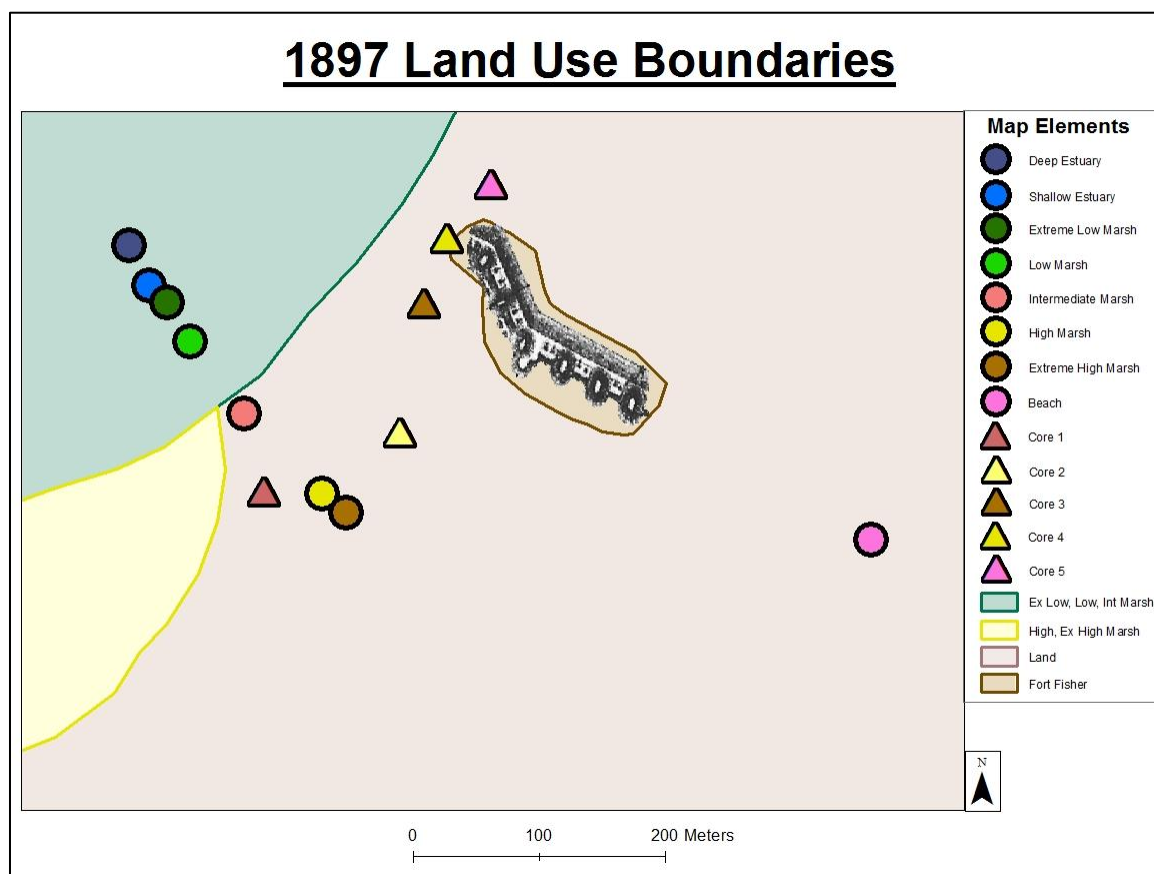 1897 Land Use Boundaries
Map Elements
Deep Estuary
Shallow Estuary
Extreme Low Marsh
Low Marsh
Intermediate Marsh
High Marsh
Extreme High Marsh
Beach
Core 1
Core 2
Core 3
Core 4
Core 5
Ex Low, Low, Int Marsh
High, Ex High Marsh
Land
Fort Fisher
N
0 100 200 Meters